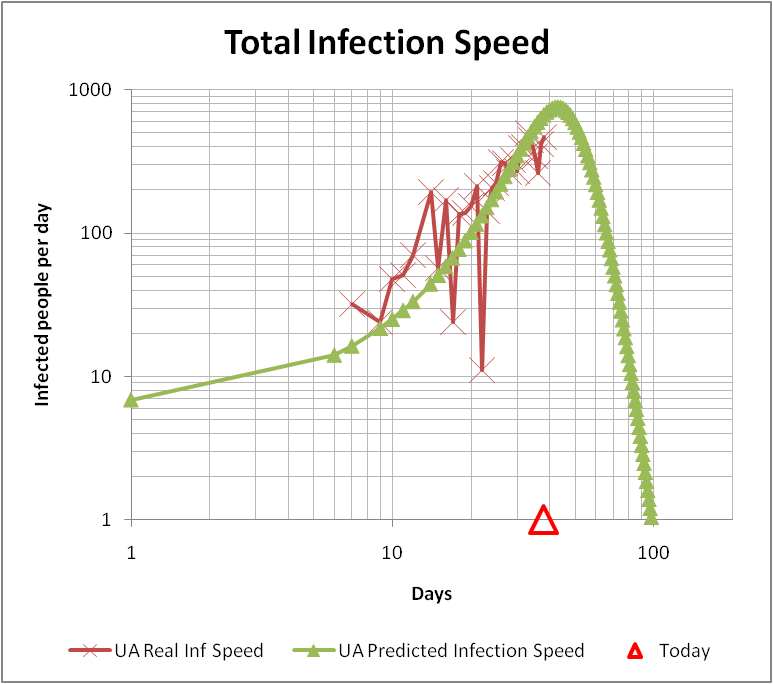 Total Infection Speed
1000
100
10
1
1 10 100
Infected people per day
Days
UA Real Inf Speed UA Predicted Infection Speed Today